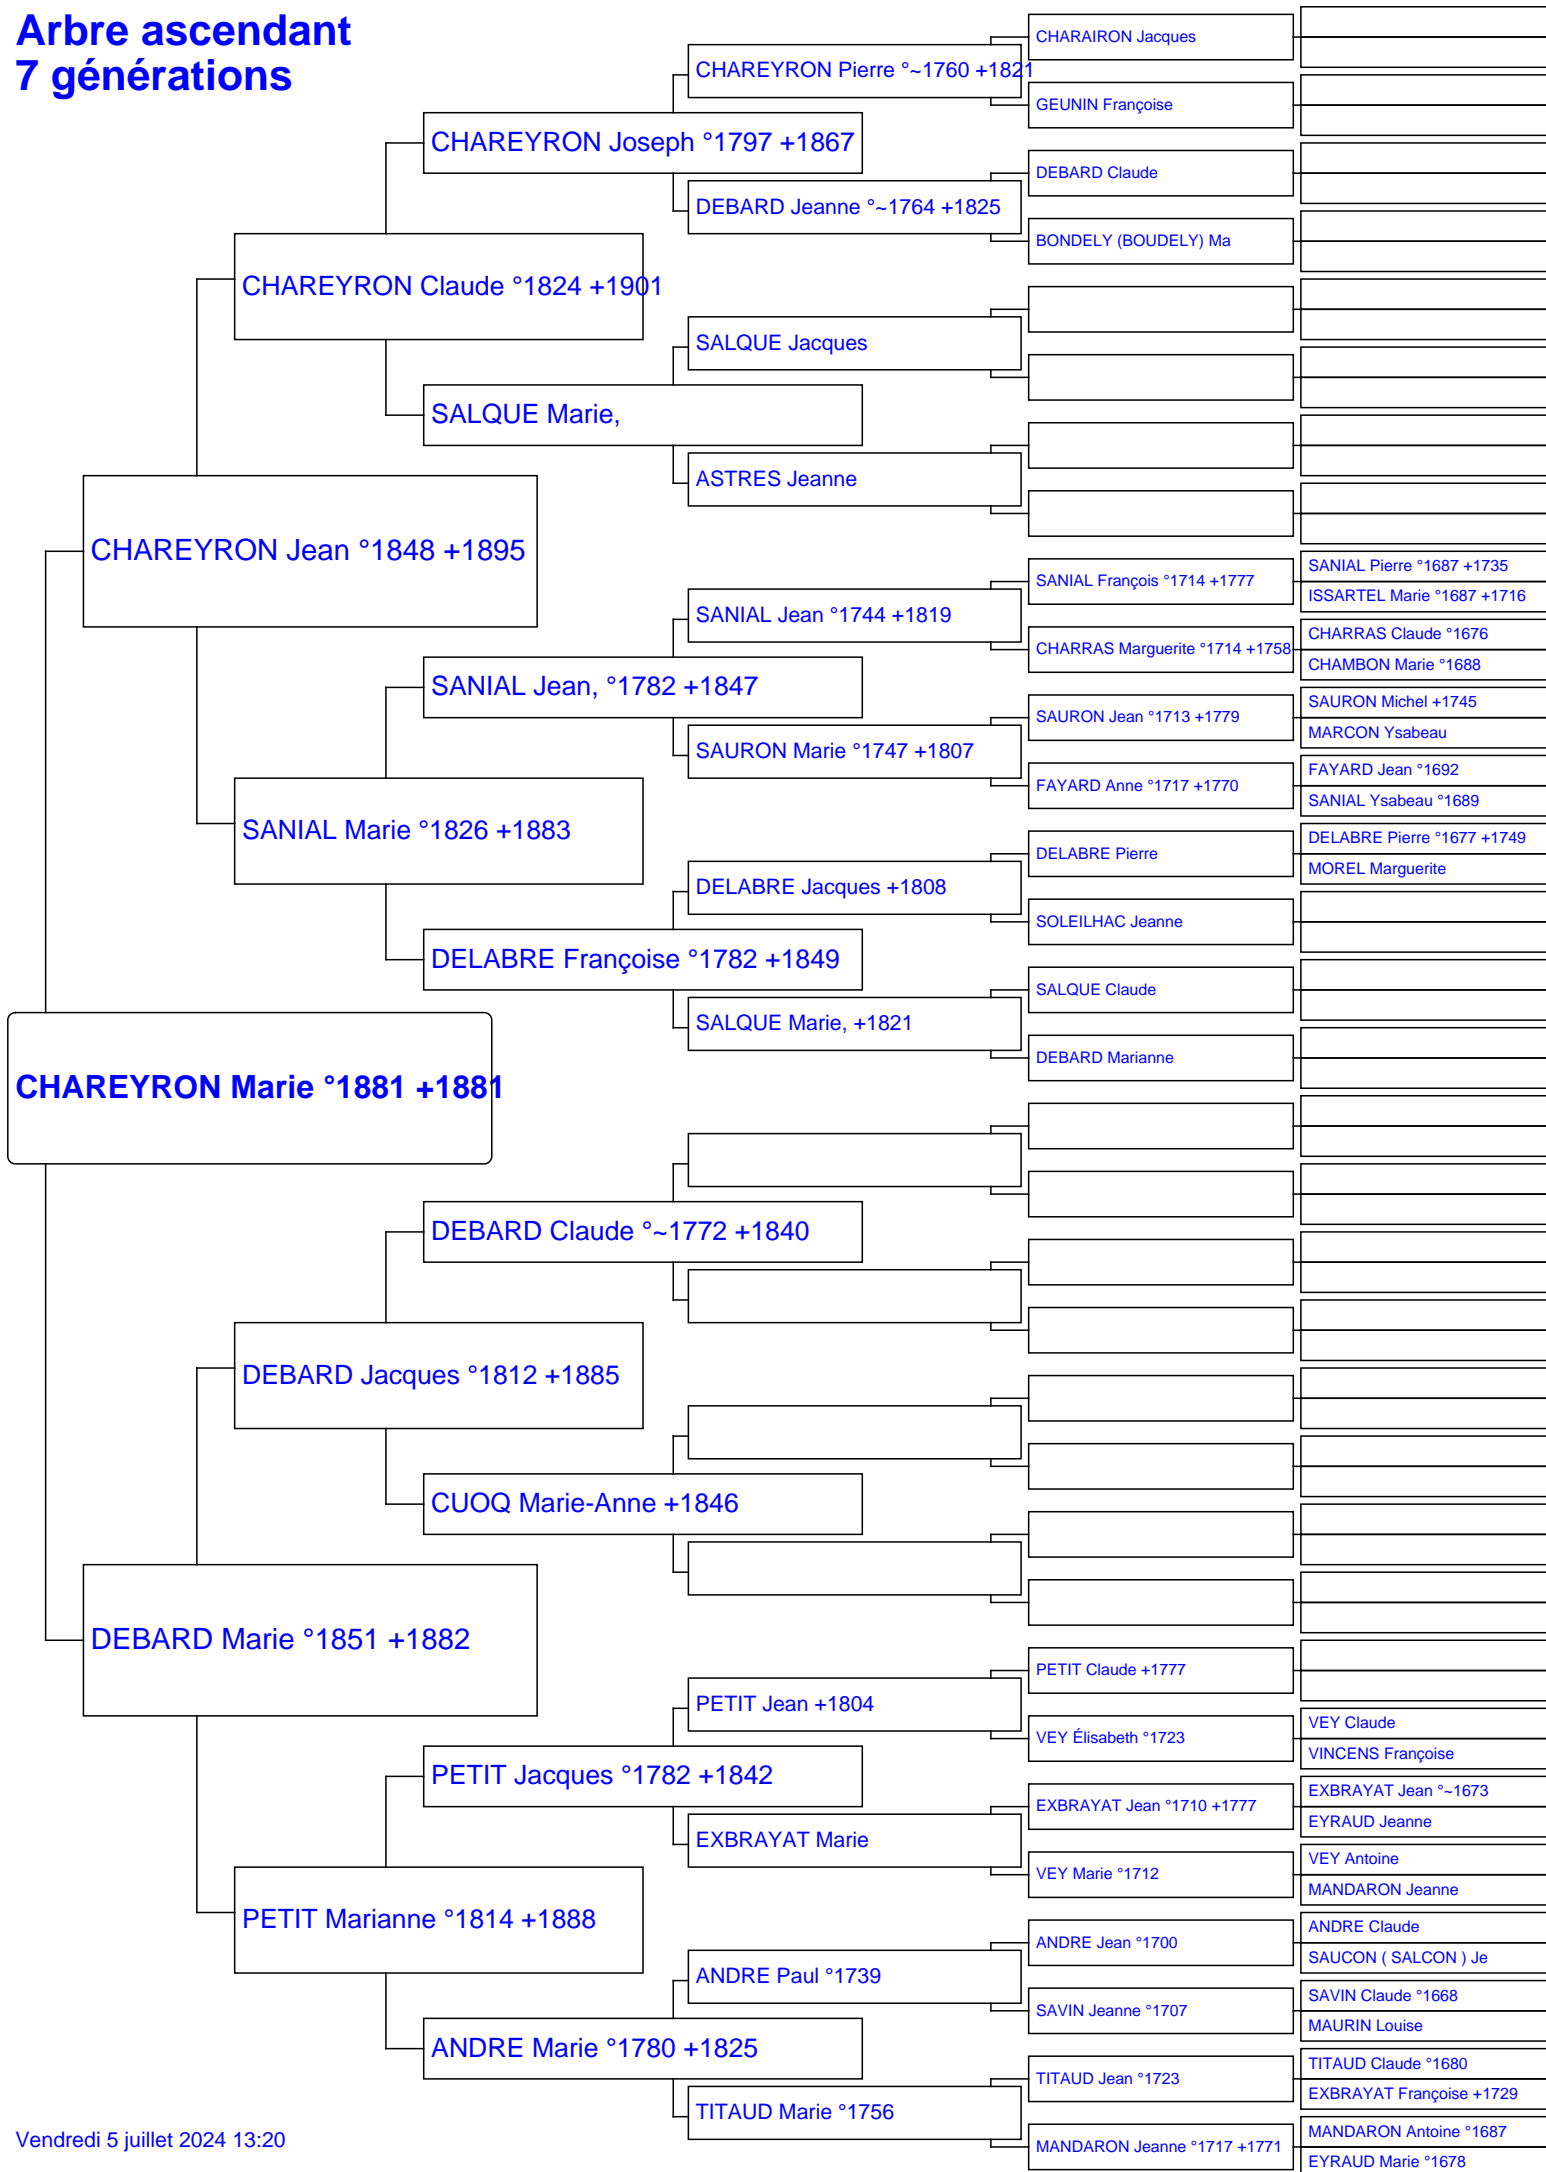 Arbre ascendant
7 générations
CHAREYRON Marie °1881 +1881
CHAREYRON Jean °1848 +1895
DEBARD Marie °1851 +1882
CHAREYRON Claude °1824 +1901
SANIAL Marie °1826 +1883
DEBARD Jacques °1812 +1885
PETIT Marianne °1814 +1888
CHAREYRON Joseph °1797 +1867
SALQUE Marie,
SANIAL Jean, °1782 +1847
DELABRE Françoise °1782 +1849
DEBARD Claude °~1772 +1840
CUOQ Marie-Anne +1846
PETIT Jacques °1782 +1842
ANDRE Marie °1780 +1825
CHAREYRON Pierre °~1760 +1821
DEBARD Jeanne °~1764 +1825
SALQUE Jacques
ASTRES Jeanne
SANIAL Jean °1744 +1819
SAURON Marie °1747 +1807
DELABRE Jacques +1808
SALQUE Marie, +1821
PETIT Jean +1804
EXBRAYAT Marie
ANDRE Paul °1739
TITAUD Marie °1756
CHARAIRON Jacques
GEUNIN Françoise
DEBARD Claude
BONDELY (BOUDELY) Ma
SANIAL François °1714 +1777
CHARRAS Marguerite °1714 +1758
SAURON Jean °1713 +1779
FAYARD Anne °1717 +1770
DELABRE Pierre
SOLEILHAC Jeanne
SALQUE Claude
DEBARD Marianne
PETIT Claude +1777
VEY Élisabeth °1723
EXBRAYAT Jean °1710 +1777
VEY Marie °1712
ANDRE Jean °1700
SAVIN Jeanne °1707
TITAUD Jean °1723
MANDARON Jeanne °1717 +1771
SANIAL Pierre °1687 +1735
ISSARTEL Marie °1687 +1716
CHARRAS Claude °1676
CHAMBON Marie °1688
SAURON Michel +1745
MARCON Ysabeau
FAYARD Jean °1692
SANIAL Ysabeau °1689
DELABRE Pierre °1677 +1749
MOREL Marguerite
VEY Claude
VINCENS Françoise
EXBRAYAT Jean °~1673
EYRAUD Jeanne
VEY Antoine
MANDARON Jeanne
ANDRE Claude
SAUCON ( SALCON ) Je
SAVIN Claude °1668
MAURIN Louise
TITAUD Claude °1680
EXBRAYAT Françoise +1729
MANDARON Antoine °1687
EYRAUD Marie °1678
Vendredi 5 juillet 2024 13:20